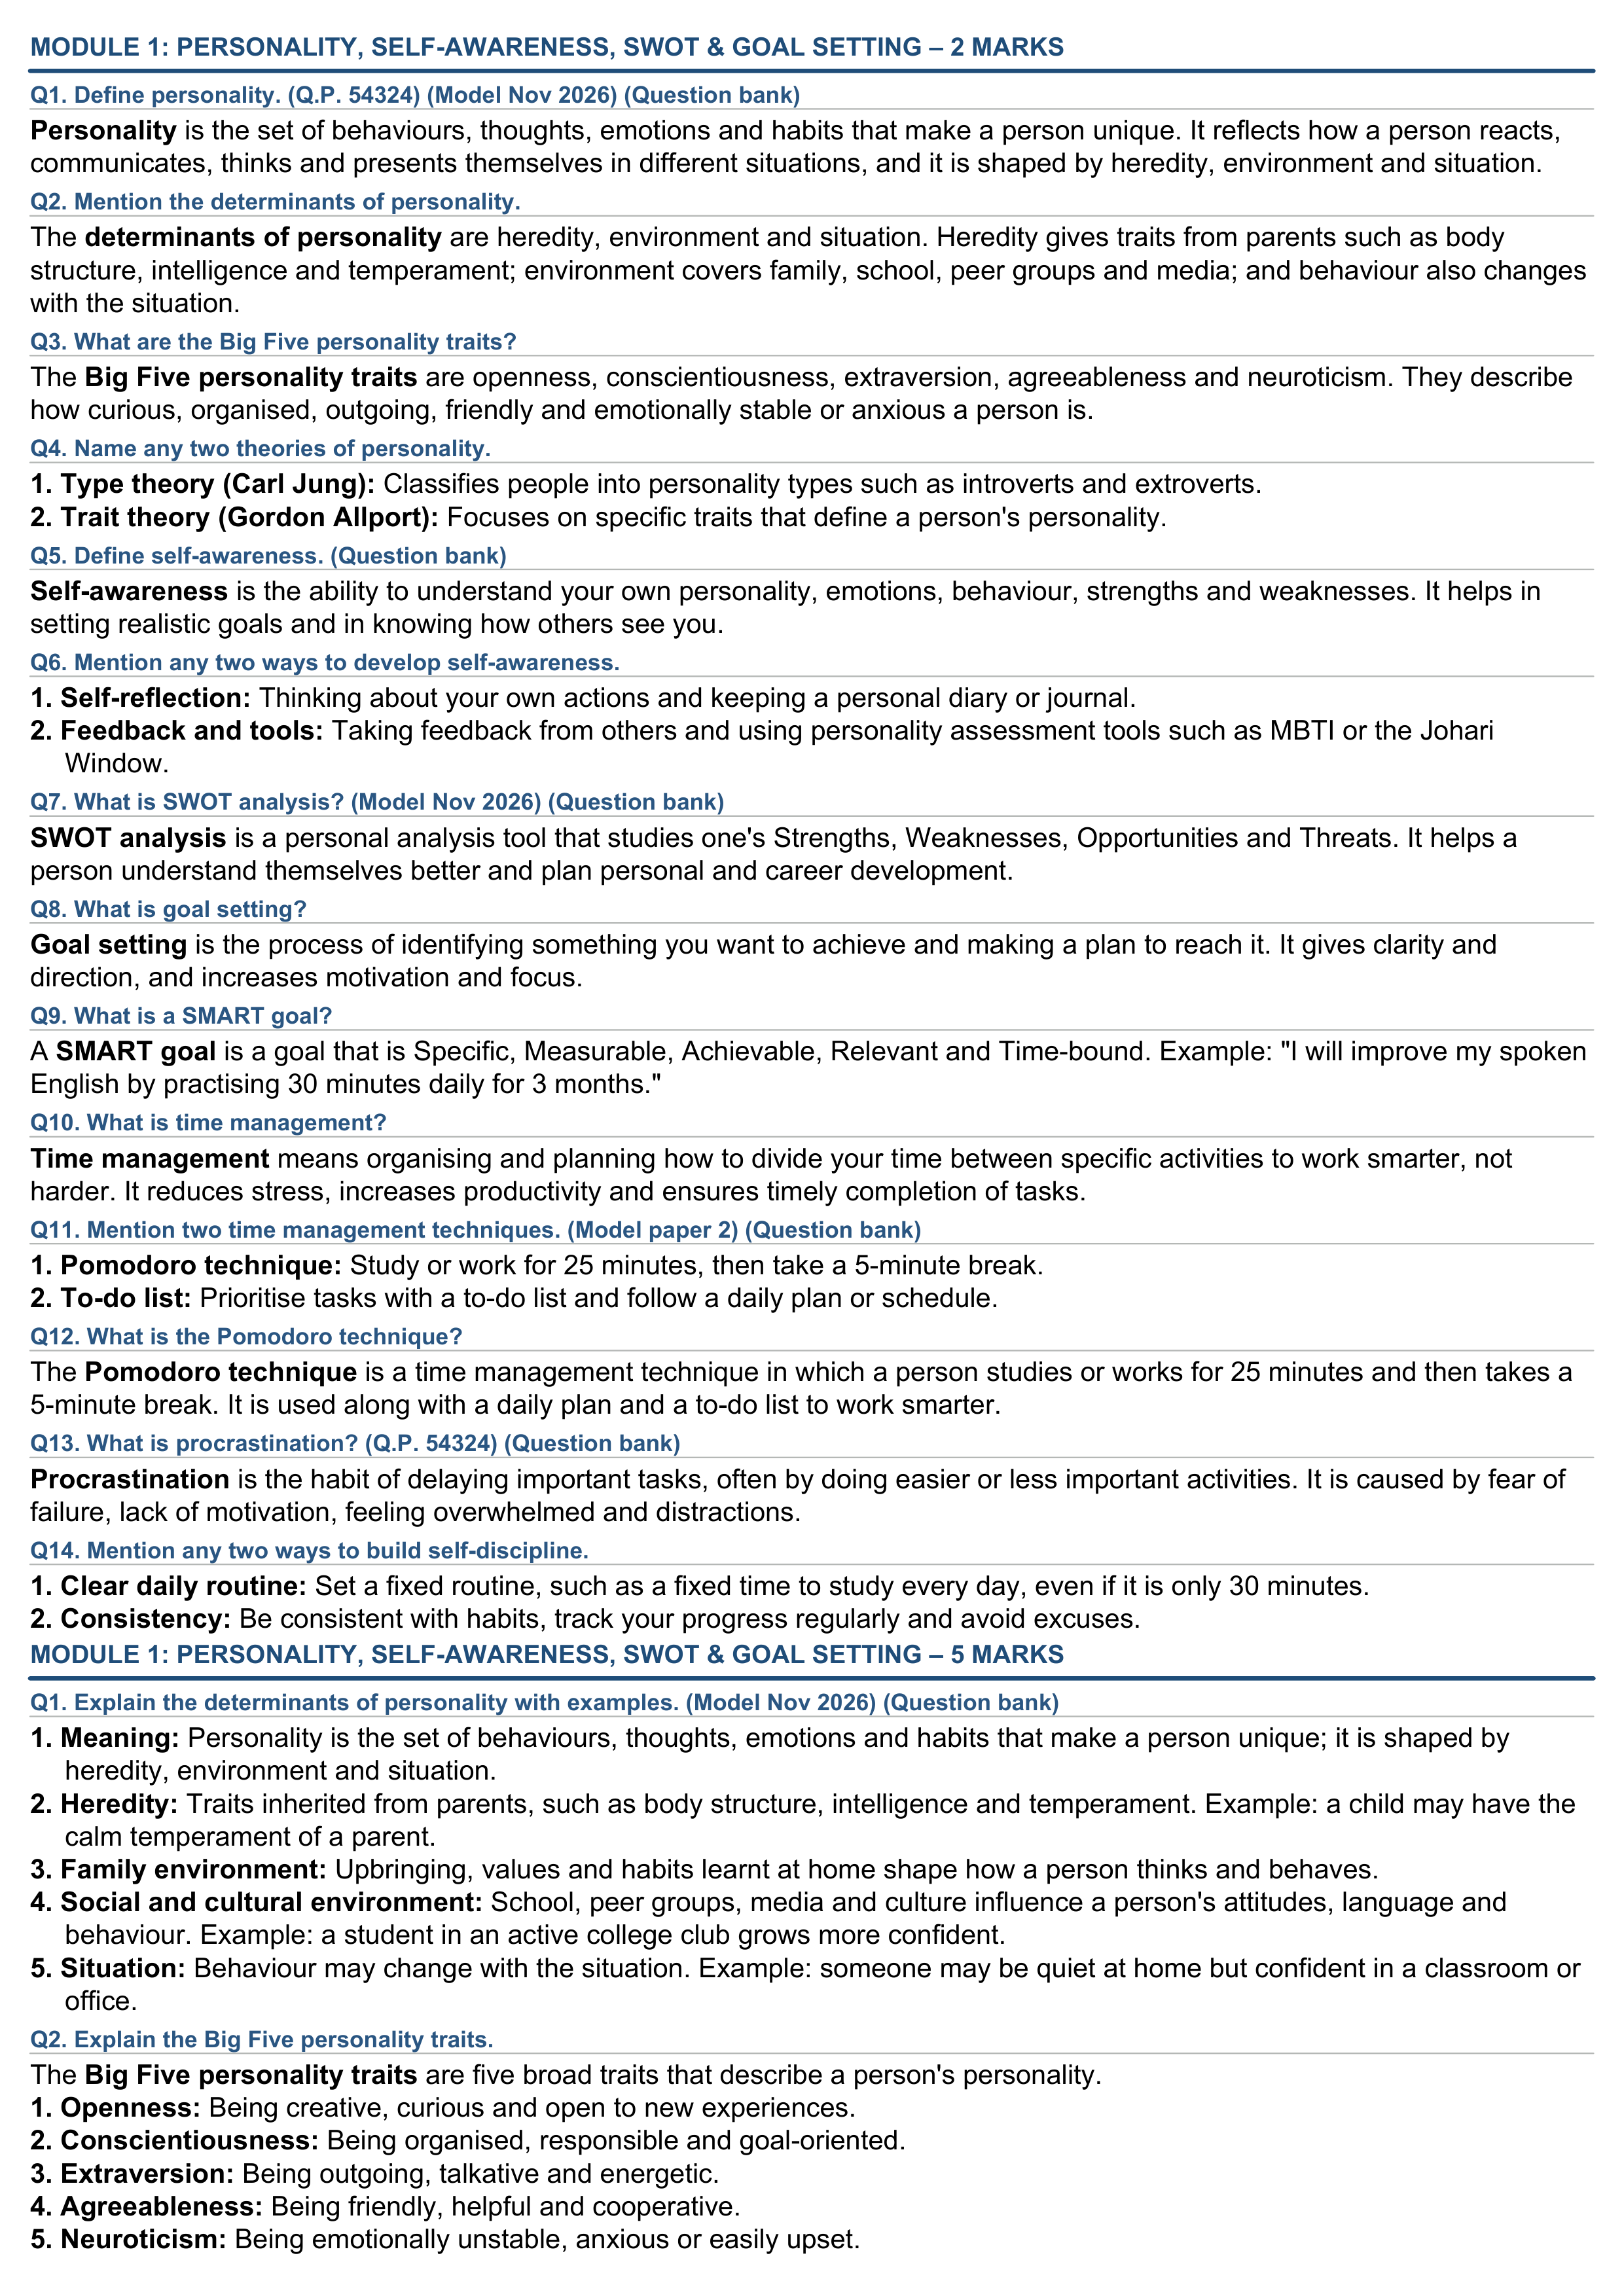 MODULE 1: PERSONALITY, SELF-AWARENESS, SWOT & GOAL SETTING – 2 MARKS
Q1. Define personality. (Q.P. 54324) (Model Nov 2026) (Question bank)
Personality is the set of behaviours, thoughts, emotions and habits that make a person unique. It reflects how a person reacts,
communicates, thinks and presents themselves in different situations, and it is shaped by heredity, environment and situation.
Q2. Mention the determinants of personality.
The determinants of personality are heredity, environment and situation. Heredity gives traits from parents such as body
structure, intelligence and temperament; environment covers family, school, peer groups and media; and behaviour also changes
with the situation.
Q3. What are the Big Five personality traits?
The Big Five personality traits are openness, conscientiousness, extraversion, agreeableness and neuroticism. They describe
how curious, organised, outgoing, friendly and emotionally stable or anxious a person is.
Q4. Name any two theories of personality.
1. Type theory (Carl Jung): Classifies people into personality types such as introverts and extroverts.
2. Trait theory (Gordon Allport): Focuses on specific traits that define a person's personality.
Q5. Define self-awareness. (Question bank)
Self-awareness is the ability to understand your own personality, emotions, behaviour, strengths and weaknesses. It helps in
setting realistic goals and in knowing how others see you.
Q6. Mention any two ways to develop self-awareness.
1. Self-reflection: Thinking about your own actions and keeping a personal diary or journal.
2. Feedback and tools: Taking feedback from others and using personality assessment tools such as MBTI or the Johari
Window.
Q7. What is SWOT analysis? (Model Nov 2026) (Question bank)
SWOT analysis is a personal analysis tool that studies one's Strengths, Weaknesses, Opportunities and Threats. It helps a
person understand themselves better and plan personal and career development.
Q8. What is goal setting?
Goal setting is the process of identifying something you want to achieve and making a plan to reach it. It gives clarity and
direction, and increases motivation and focus.
Q9. What is a SMART goal?
A SMART goal is a goal that is Specific, Measurable, Achievable, Relevant and Time-bound. Example: "I will improve my spoken
English by practising 30 minutes daily for 3 months."
Q10. What is time management?
Time management means organising and planning how to divide your time between specific activities to work smarter, not
harder. It reduces stress, increases productivity and ensures timely completion of tasks.
Q11. Mention two time management techniques. (Model paper 2) (Question bank)
1. Pomodoro technique: Study or work for 25 minutes, then take a 5-minute break.
2. To-do list: Prioritise tasks with a to-do list and follow a daily plan or schedule.
Q12. What is the Pomodoro technique?
The Pomodoro technique is a time management technique in which a person studies or works for 25 minutes and then takes a
5-minute break. It is used along with a daily plan and a to-do list to work smarter.
Q13. What is procrastination? (Q.P. 54324) (Question bank)
Procrastination is the habit of delaying important tasks, often by doing easier or less important activities. It is caused by fear of
failure, lack of motivation, feeling overwhelmed and distractions.
Q14. Mention any two ways to build self-discipline.
1. Clear daily routine: Set a fixed routine, such as a fixed time to study every day, even if it is only 30 minutes.
2. Consistency: Be consistent with habits, track your progress regularly and avoid excuses.
MODULE 1: PERSONALITY, SELF-AWARENESS, SWOT & GOAL SETTING – 5 MARKS
Q1. Explain the determinants of personality with examples. (Model Nov 2026) (Question bank)
1. Meaning: Personality is the set of behaviours, thoughts, emotions and habits that make a person unique; it is shaped by
heredity, environment and situation.
2. Heredity: Traits inherited from parents, such as body structure, intelligence and temperament. Example: a child may have the
calm temperament of a parent.
3. Family environment: Upbringing, values and habits learnt at home shape how a person thinks and behaves.
4. Social and cultural environment: School, peer groups, media and culture influence a person's attitudes, language and
behaviour. Example: a student in an active college club grows more confident.
5. Situation: Behaviour may change with the situation. Example: someone may be quiet at home but confident in a classroom or
office.
Q2. Explain the Big Five personality traits.
The Big Five personality traits are five broad traits that describe a person's personality.
1. Openness: Being creative, curious and open to new experiences.
2. Conscientiousness: Being organised, responsible and goal-oriented.
3. Extraversion: Being outgoing, talkative and energetic.
4. Agreeableness: Being friendly, helpful and cooperative.
5. Neuroticism: Being emotionally unstable, anxious or easily upset.